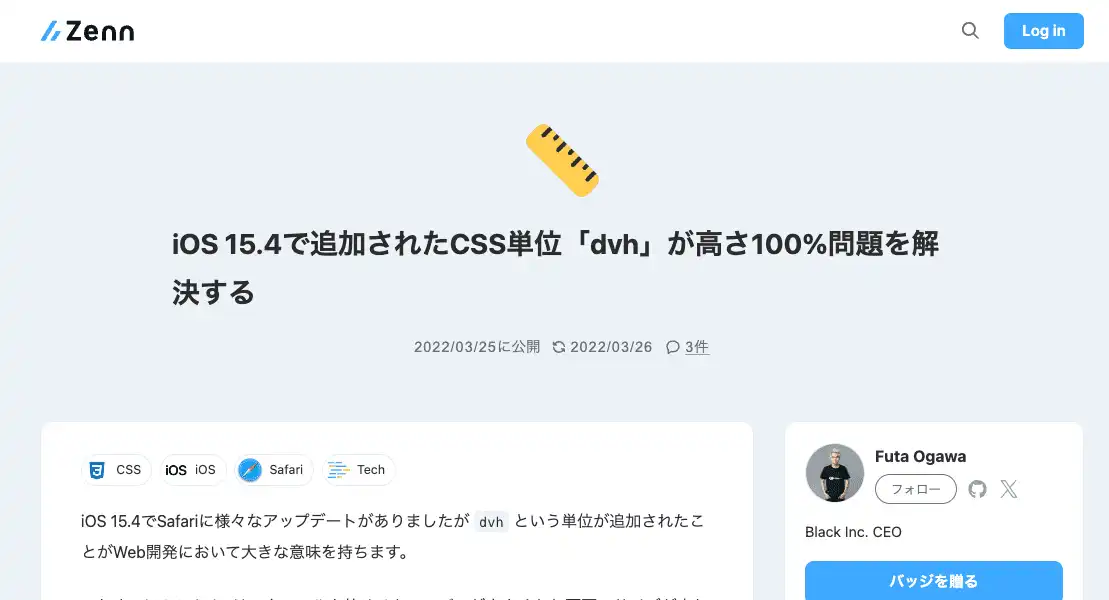 Zenn
Log in
iOS 15.4で追加されたCSS単位「dvh」が高さ100%問題を解
決する
2022/03/25に公開 2022/03/26 3件
CSS iOS iOS Safari Tech
iOS 15.4でSafariに様々なアップデートがありましたが dvh という単位が追加されたこ
とがWeb開発において大きな意味を持ちます。
Futa Ogawa
フォロー
Black Inc. CEO
バッジを贈る